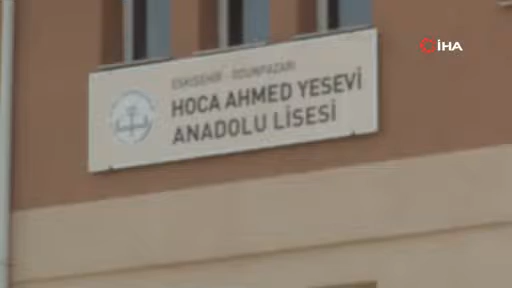 İHA
ESKİŞEHİR - ODUNPAZARI
HOCA AHMED YESEVİ
ANADOLU LİSESİ